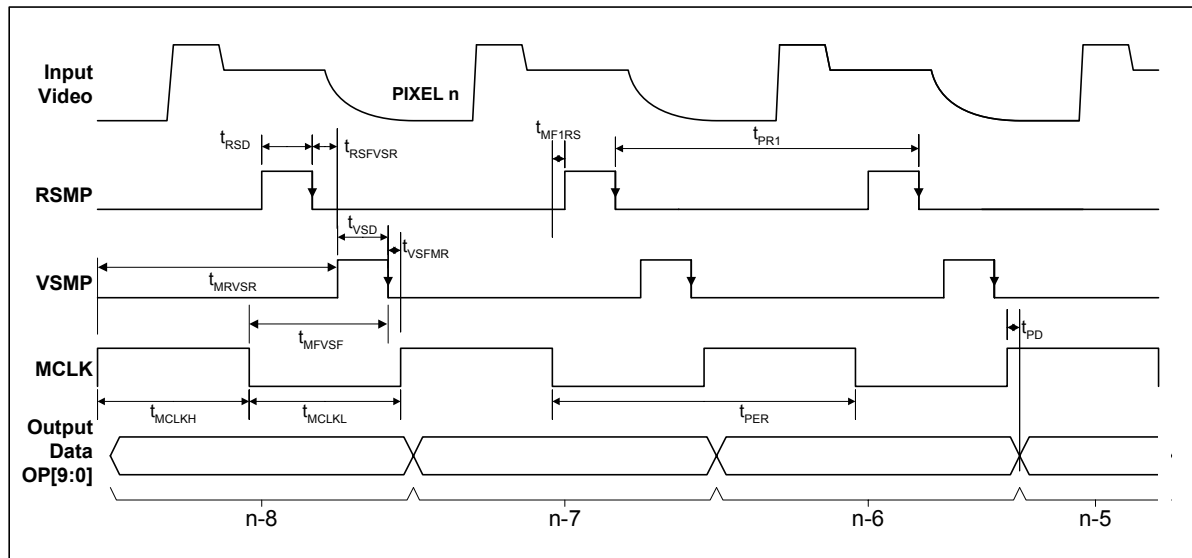 Input
Video
PIXEL n
tRSD
tRSFVSR
tMF1RS
tPR1
RSMP
tVSD
tVSFMR
tMRVSR
VSMP
tMFVSF
tPD
MCLK
tMCLKH
tMCLKL
tPER
Output
Data
OP[9:0]
n-8
n-7
n-6
n-5